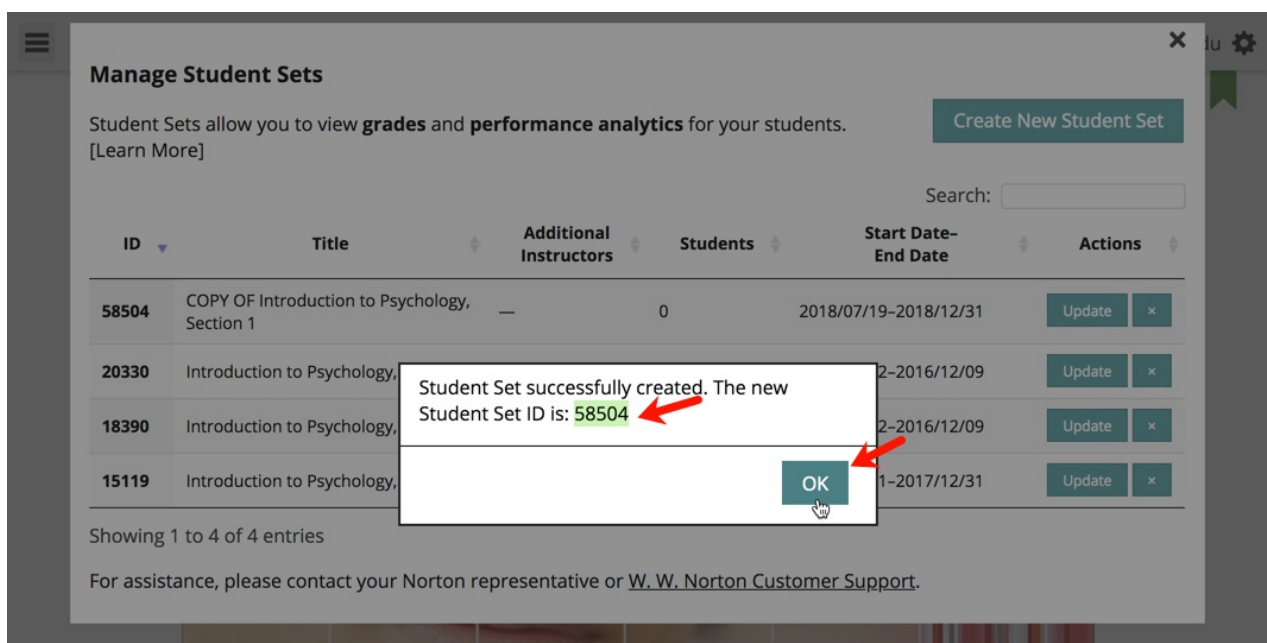 du
×
Manage Student Sets
Student Sets allow you to view grades and performance analytics for your students.
[Learn More]
Create New Student Set
Search:
ID Title Additional Instructors Students Start Date– End Date Actions
58504 COPY OF Introduction to Psychology, Section 1 — 0 2018/07/19–2018/12/31 Update ×
20330 Introduction to Psychology, 2–2016/12/09 Update ×
18390 Introduction to Psychology, 2–2016/12/09 Update ×
15119 Introduction to Psychology, 1–2017/12/31 Update ×
Student Set successfully created. The new
Student Set ID is: 58504
OK
Showing 1 to 4 of 4 entries
For assistance, please contact your Norton representative or W. W. Norton Customer Support.